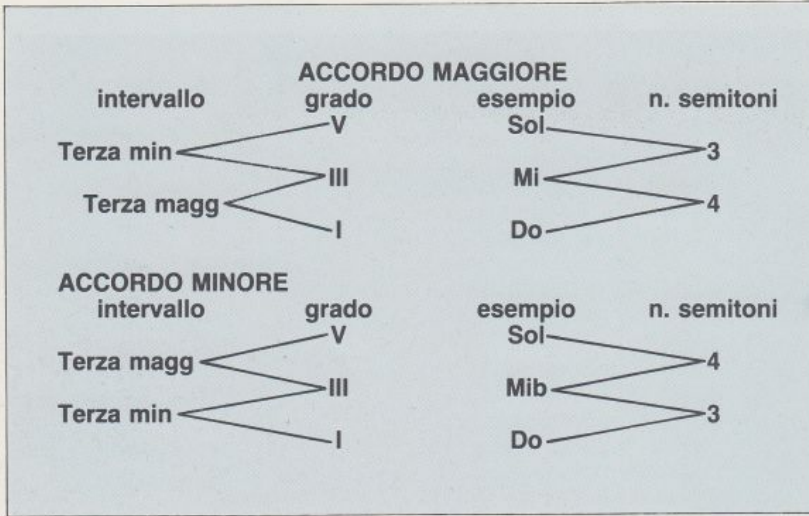 ACCORDO MAGGIORE
intervallo grado esempio n. semitoni
V Sol
Terza min 3
III Mi
Terza magg 4
I Do
ACCORDO MINORE
intervallo grado esempio n. semitoni
V Sol
Terza magg 4
III Mib
Terza min 3
I Do